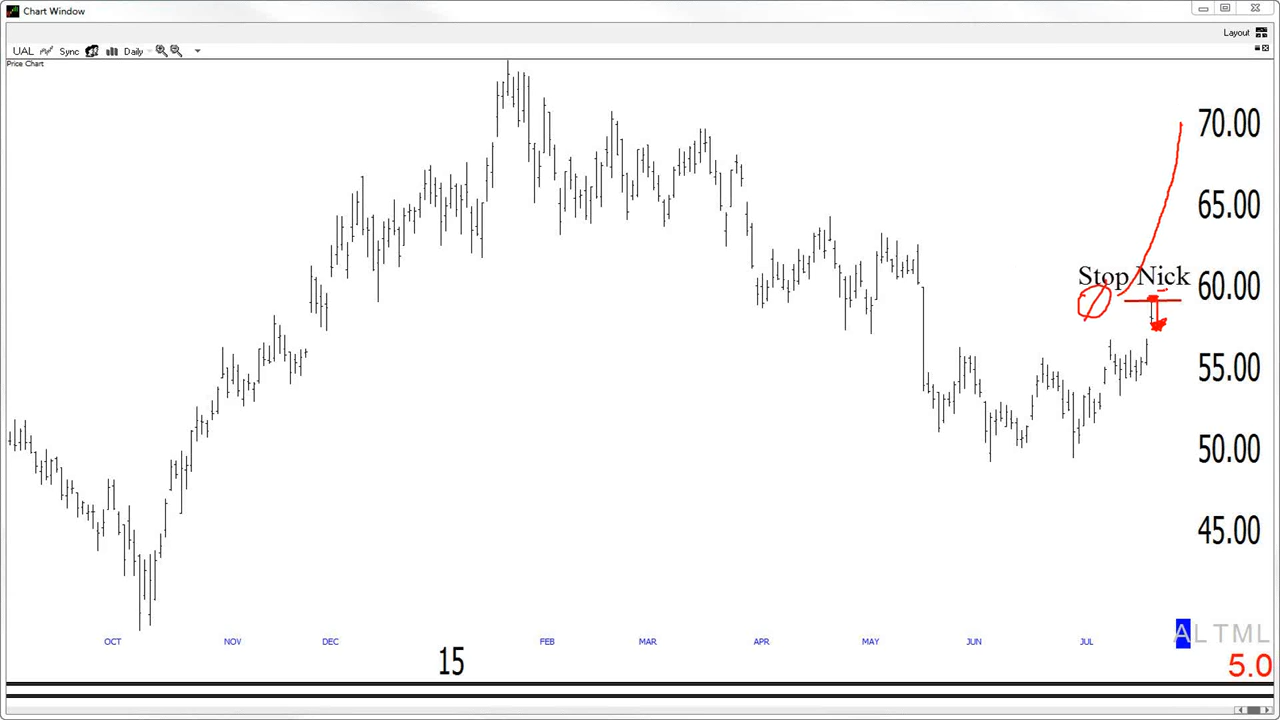 Chart Window
Layout
UAL Sync Daily
Price Chart
70.00
65.00
Stop Nick
60.00
55.00
50.00
45.00
OCT NOV DEC 15 FEB MAR APR MAY JUN JUL
ALTML
5.0